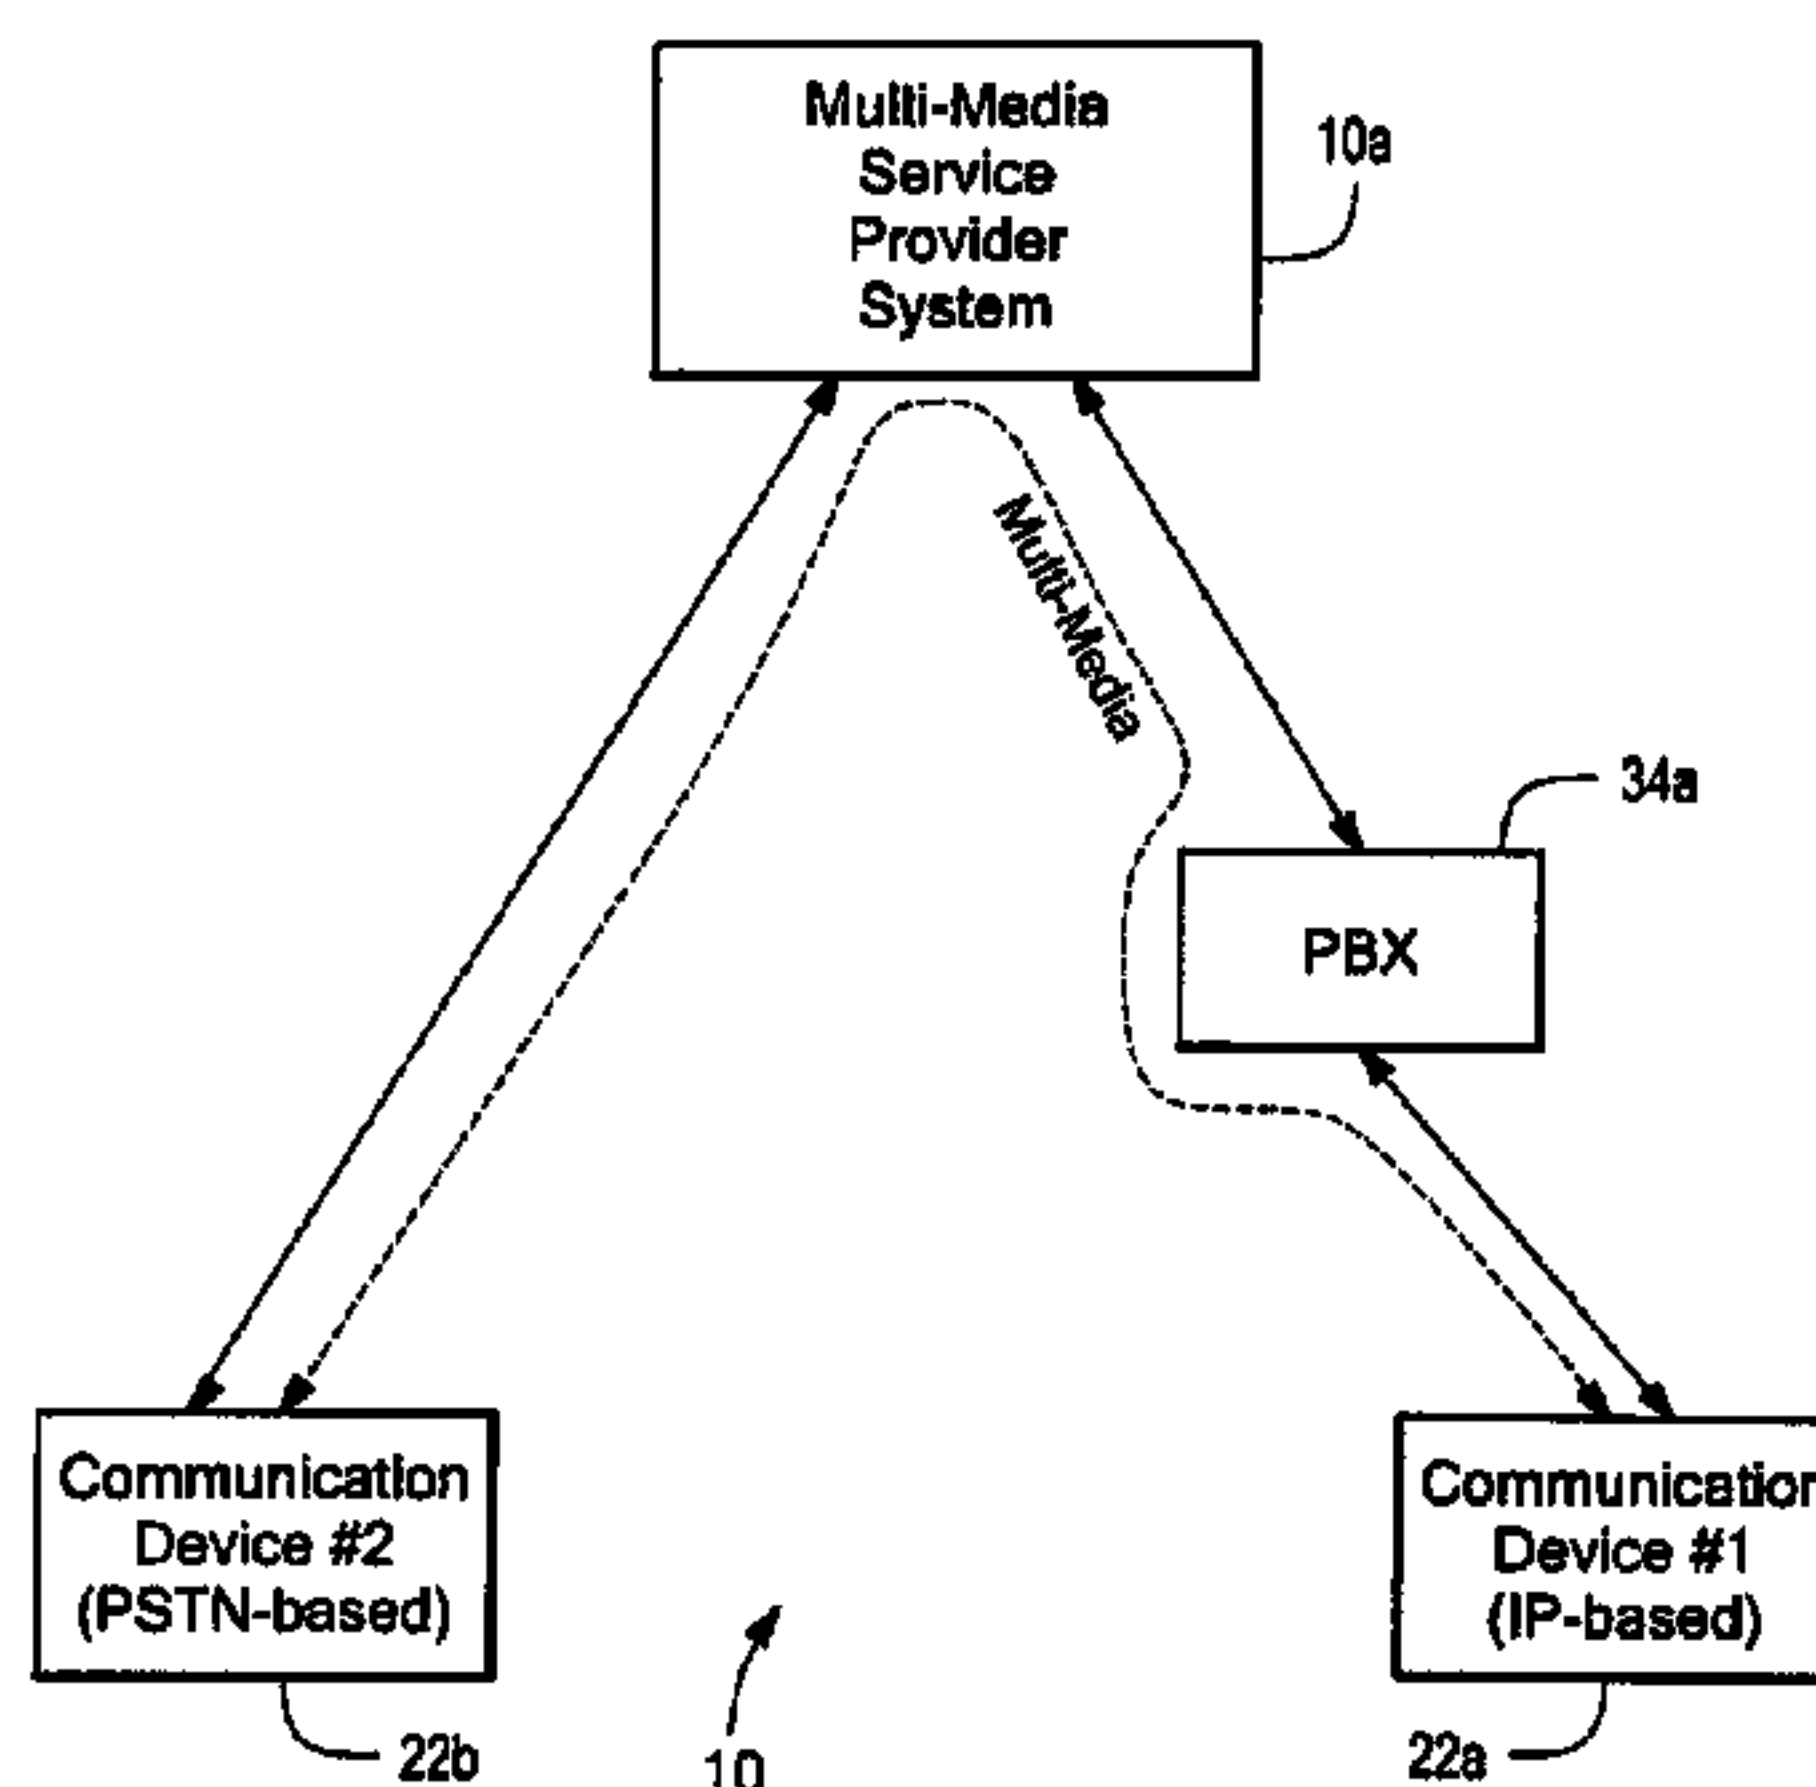 Multi-Media
Service
Provider
System
10a
Multi-Media
34a
PBX
Communication
Device #2
(PSTN-based)
Communication
Device #1
(IP-based)
22b
10
22a